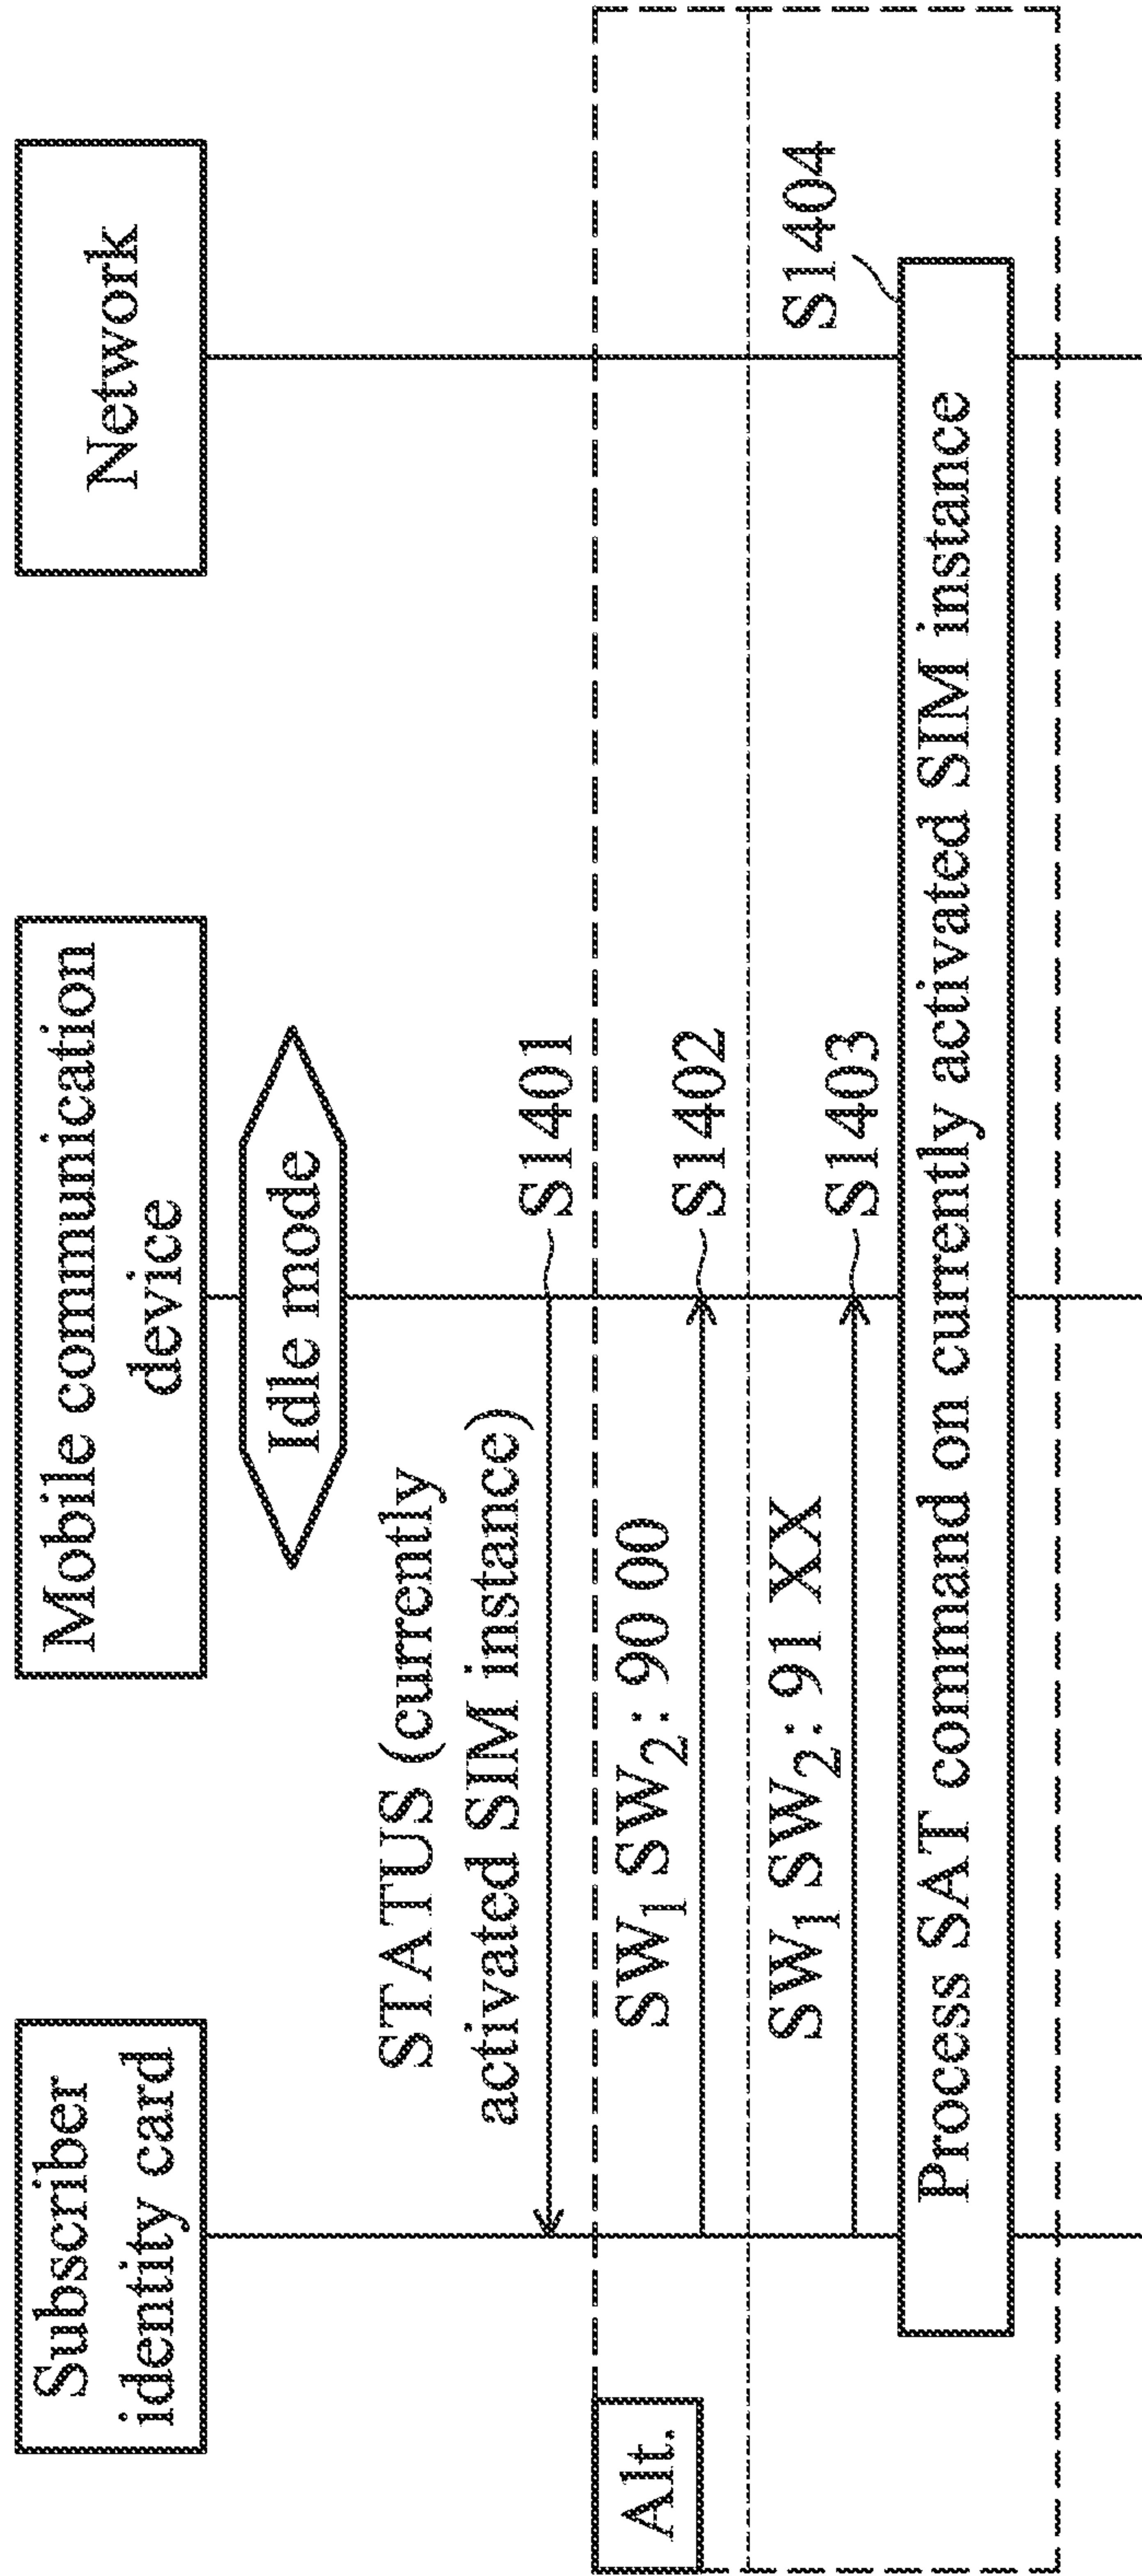 Subscriber
identity card
Mobile communication
device
Network
Idle mode
STATUS (currently
activated SIM instance)
S1401
Alt.
SW1 SW2: 90 00
S1402
SW1 SW2: 91 XX
S1403
S1404
Process SAT command on currently activated SIM instance